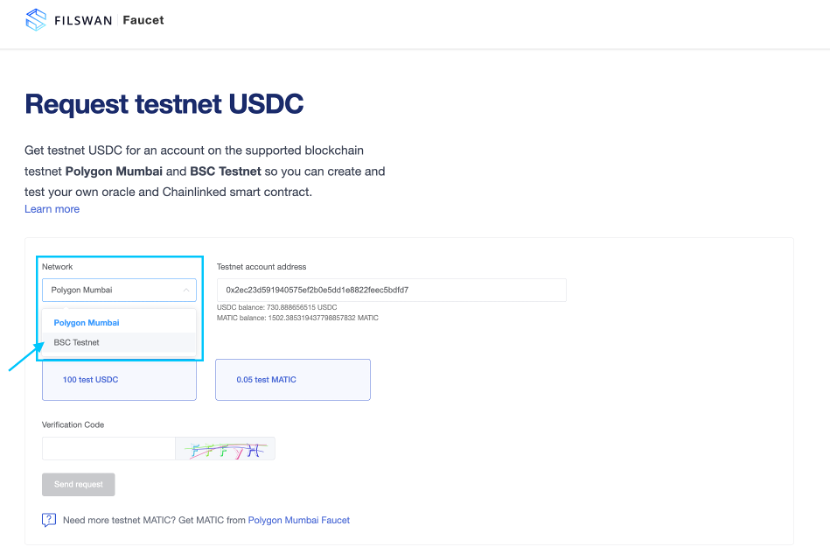 FILSWAN Faucet
Request testnet USDC
Get testnet USDC for an account on the supported blockchain
testnet Polygon Mumbai and BSC Testnet so you can create and
test your own oracle and Chainlinked smart contract.
Learn more
Network
Polygon Mumbai
Polygon Mumbai
BSC Testnet
Testnet account address
0x2ec23d591940575ef2b0e5dd1e8822feec5bdfd7
USDC balance: 730.888656515 USDC
MATIC balance: 1502.385319437798857832 MATIC
100 test USDC
0.05 test MATIC
Verification Code
Send request
Need more testnet MATIC? Get MATIC from Polygon Mumbai Faucet